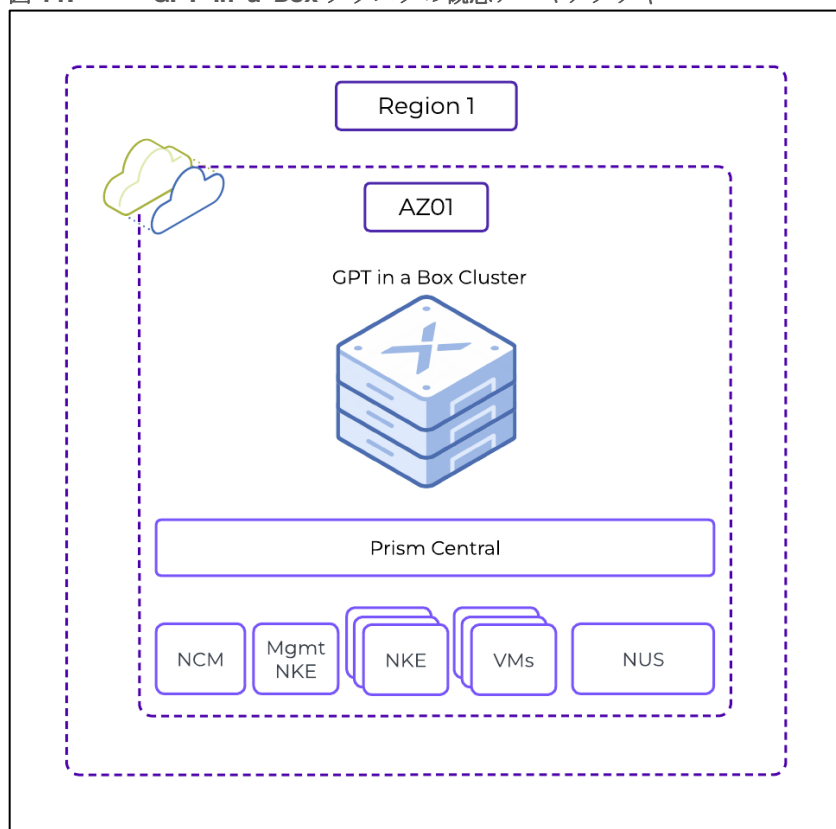 Region 1
AZ01
GPT in a Box Cluster
Prism Central
NCM
Mgmt
NKE
NKE
VMs
NUS